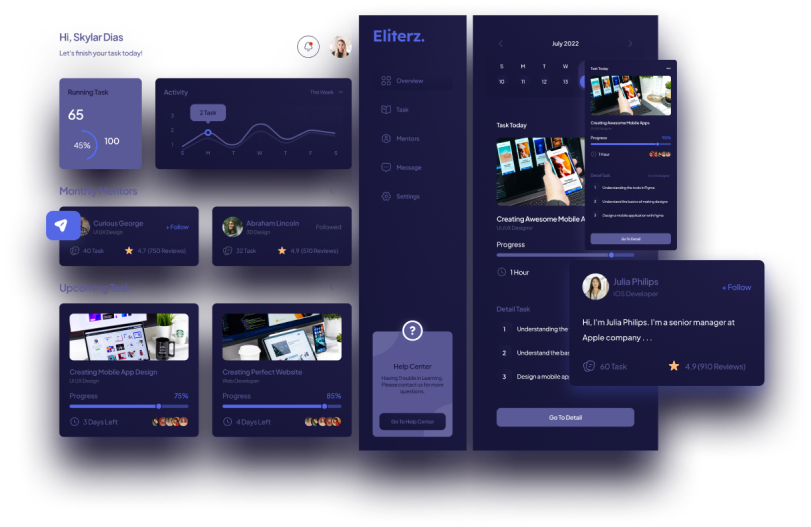 Hi, Skylar Dias
Let's finish your task today!
Running Task
65
45%
100
Activity
This Week
2 Task
3
2
1
S
M
T
W
T
F
S
Monthly Mentors
Curious George
UI UX Design
+ Follow
40 Task
4,7 (750 Reviews)
Abraham Lincoln
3D Design
Followed
32 Task
4,9 (510 Reviews)
Upcoming Task
Creating Mobile App Design
UI UX Design
Progress
75%
3 Days Left
Creating Perfect Website
Web Developer
Progress
85%
4 Days Left
Eliterz.
Overview
Task
Mentors
Message
Settings
?
Help Center
Having Trouble in Learning.
Please contact us for more
questions.
Go To Help Center
July 2022
S M T W
10 11 12 13
Task Today
Creating Awesome Mobile A
UI UX Designer
Progress
1 Hour
Detail Task
1 Understanding the
2 Understand the bas
3 Design a mobile app
Go To Detail
Task Today
Creating Awesome Mobile Apps
Progress
90%
1 Hour
Detail Task
1 Understanding the tools in Figma
2 Understand the basics of making designs
3 Design a mobile application with figma
Go To Detail
Julia Philips
IOS Developer
+ Follow
Hi, I'm Julia Philips. I'm a senior manager at
Apple company . . .
60 Task
4,9 (910 Reviews)